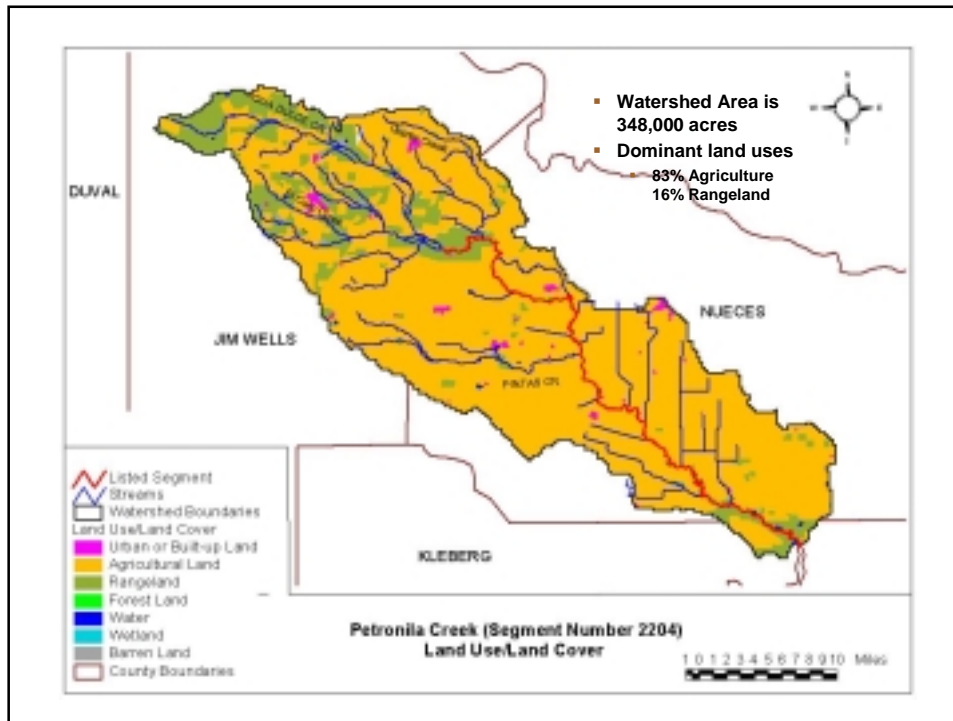 Watershed Area is
348,000 acres
Dominant land uses
83% Agriculture
16% Rangeland
DUVAL
NUECES
JIM WELLS
PINTAS CR
KLEBERG
Listed Segment
Streams
Watershed Boundaries
Land Use/Land Cover
Urban or Built-up Land
Agricultural Land
Rangeland
Forest Land
Water
Wetland
Barren Land
County Boundaries
Petronila Creek (Segment Number 2204)
Land Use/Land Cover
1 0 1 2 3 4 5 6 7 8 9 10 Miles